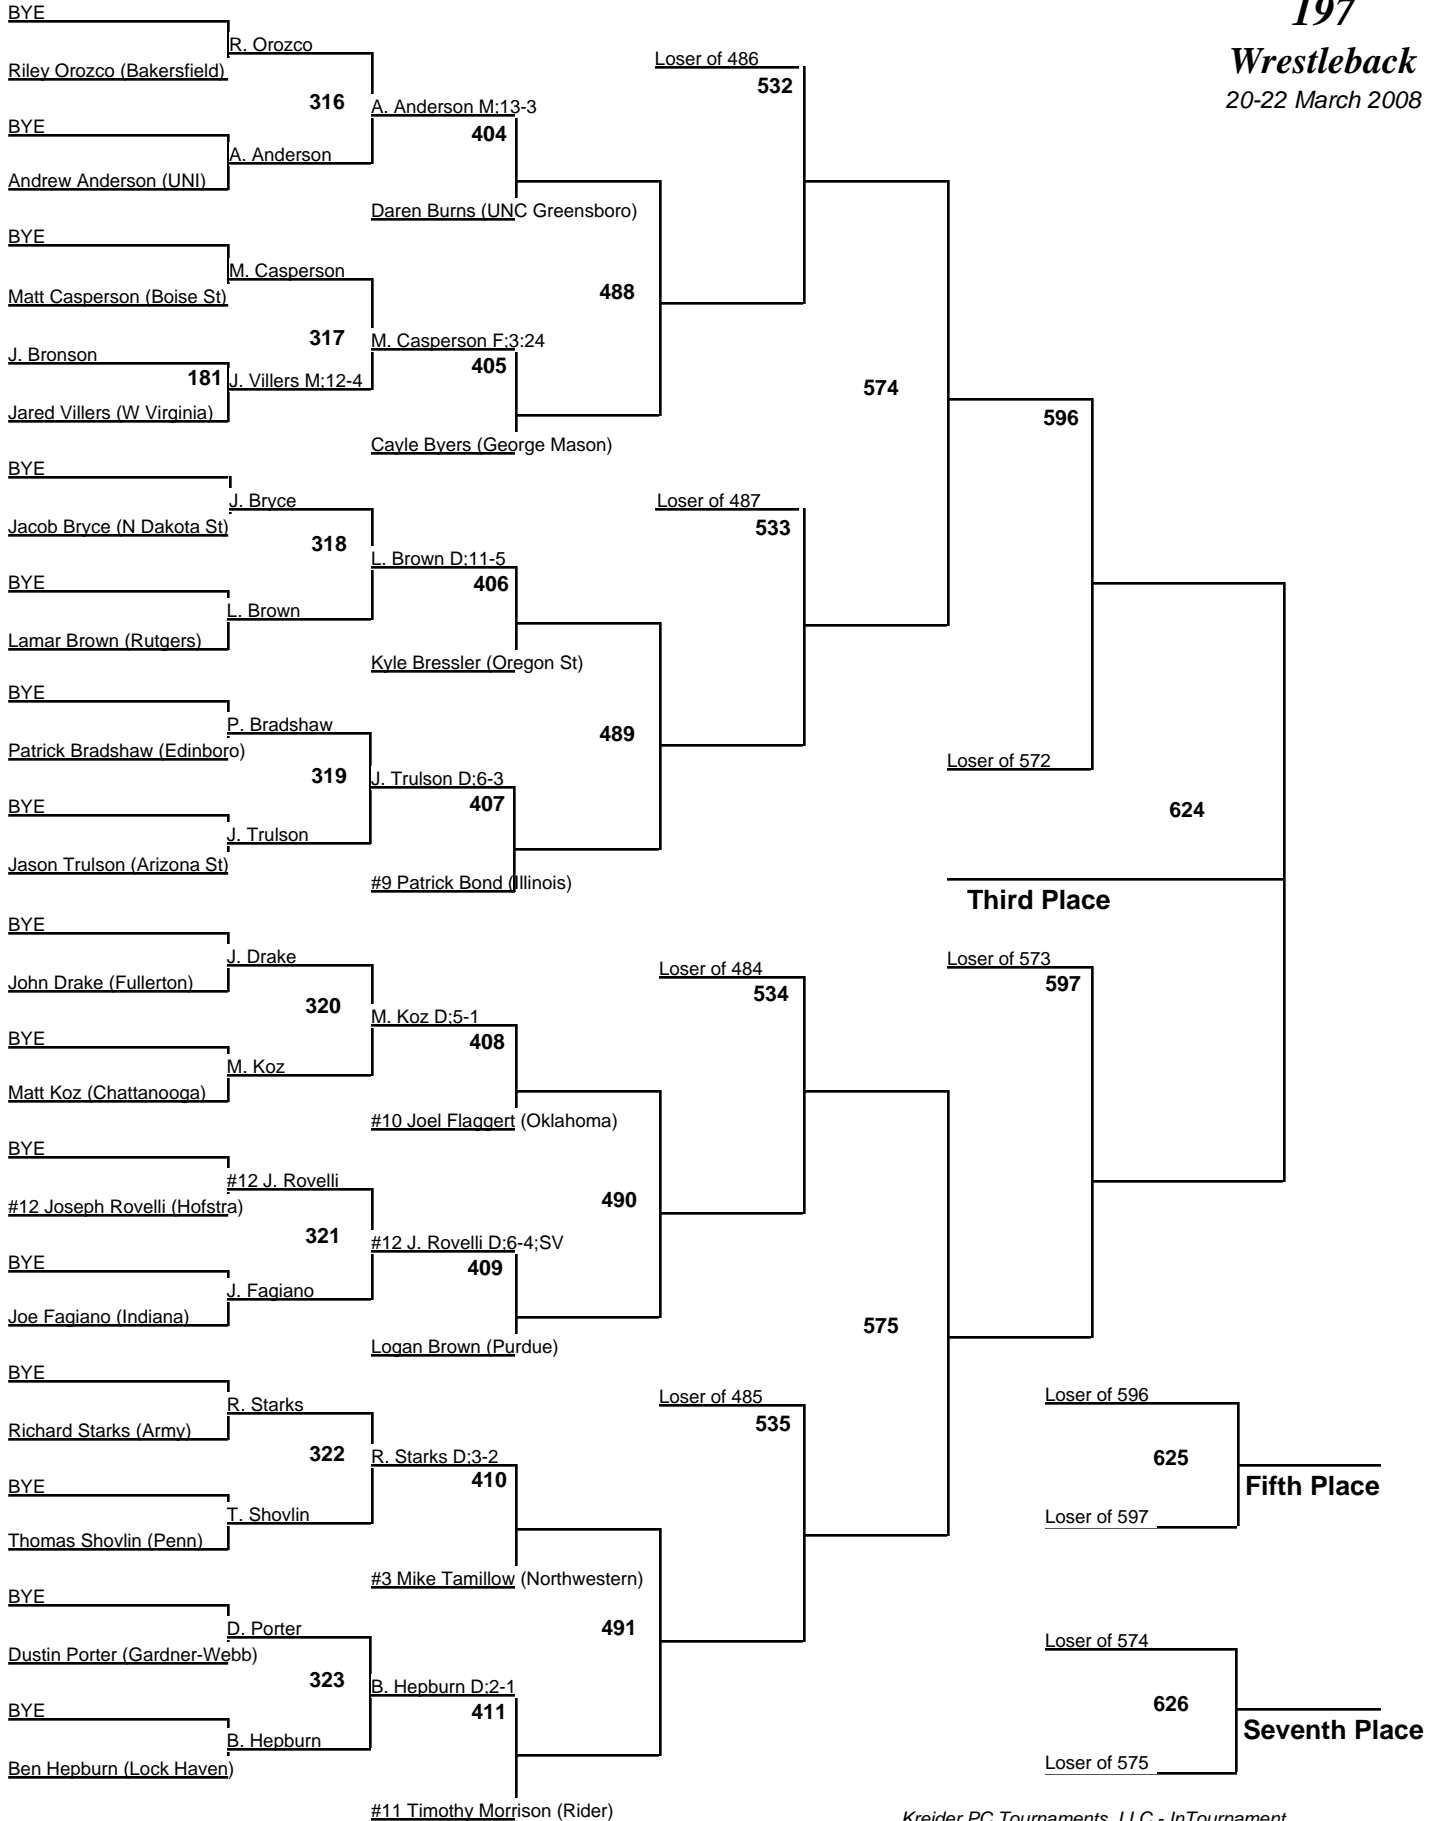 197
Wrestleback
20-22 March 2008
BYE
R. Orozco
Riley Orozco (Bakersfield)
316
A. Anderson M;13-3
BYE
A. Anderson
Andrew Anderson (UNI)
404
Daren Burns (UNC Greensboro)
BYE
M. Casperson
Matt Casperson (Boise St)
317
M. Casperson F;3:24
J. Bronson
181
J. Villers M;12-4
Jared Villers (W Virginia)
405
Cayle Byers (George Mason)
488
Loser of 486
532
BYE
J. Bryce
Jacob Bryce (N Dakota St)
318
L. Brown D;11-5
BYE
L. Brown
Lamar Brown (Rutgers)
406
Kyle Bressler (Oregon St)
BYE
P. Bradshaw
Patrick Bradshaw (Edinboro)
319
J. Trulson D;6-3
BYE
J. Trulson
Jason Trulson (Arizona St)
407
#9 Patrick Bond (Illinois)
489
Loser of 487
533
574
596
Loser of 572
624
Third Place
BYE
J. Drake
John Drake (Fullerton)
320
M. Koz D;5-1
BYE
M. Koz
Matt Koz (Chattanooga)
408
#10 Joel Flaggert (Oklahoma)
BYE
#12 J. Rovelli
#12 Joseph Rovelli (Hofstra)
321
#12 J. Rovelli D;6-4;SV
BYE
J. Fagiano
Joe Fagiano (Indiana)
409
Logan Brown (Purdue)
490
Loser of 484
534
Loser of 573
597
575
BYE
R. Starks
Richard Starks (Army)
322
R. Starks D;3-2
BYE
T. Shovlin
Thomas Shovlin (Penn)
410
#3 Mike Tamillow (Northwestern)
BYE
D. Porter
Dustin Porter (Gardner-Webb)
323
B. Hepburn D;2-1
BYE
B. Hepburn
Ben Hepburn (Lock Haven)
411
#11 Timothy Morrison (Rider)
491
Loser of 485
535
Loser of 596
625
Fifth Place
Loser of 597
Loser of 574
626
Seventh Place
Loser of 575
Kreider PC Tournaments, LLC - InTournament